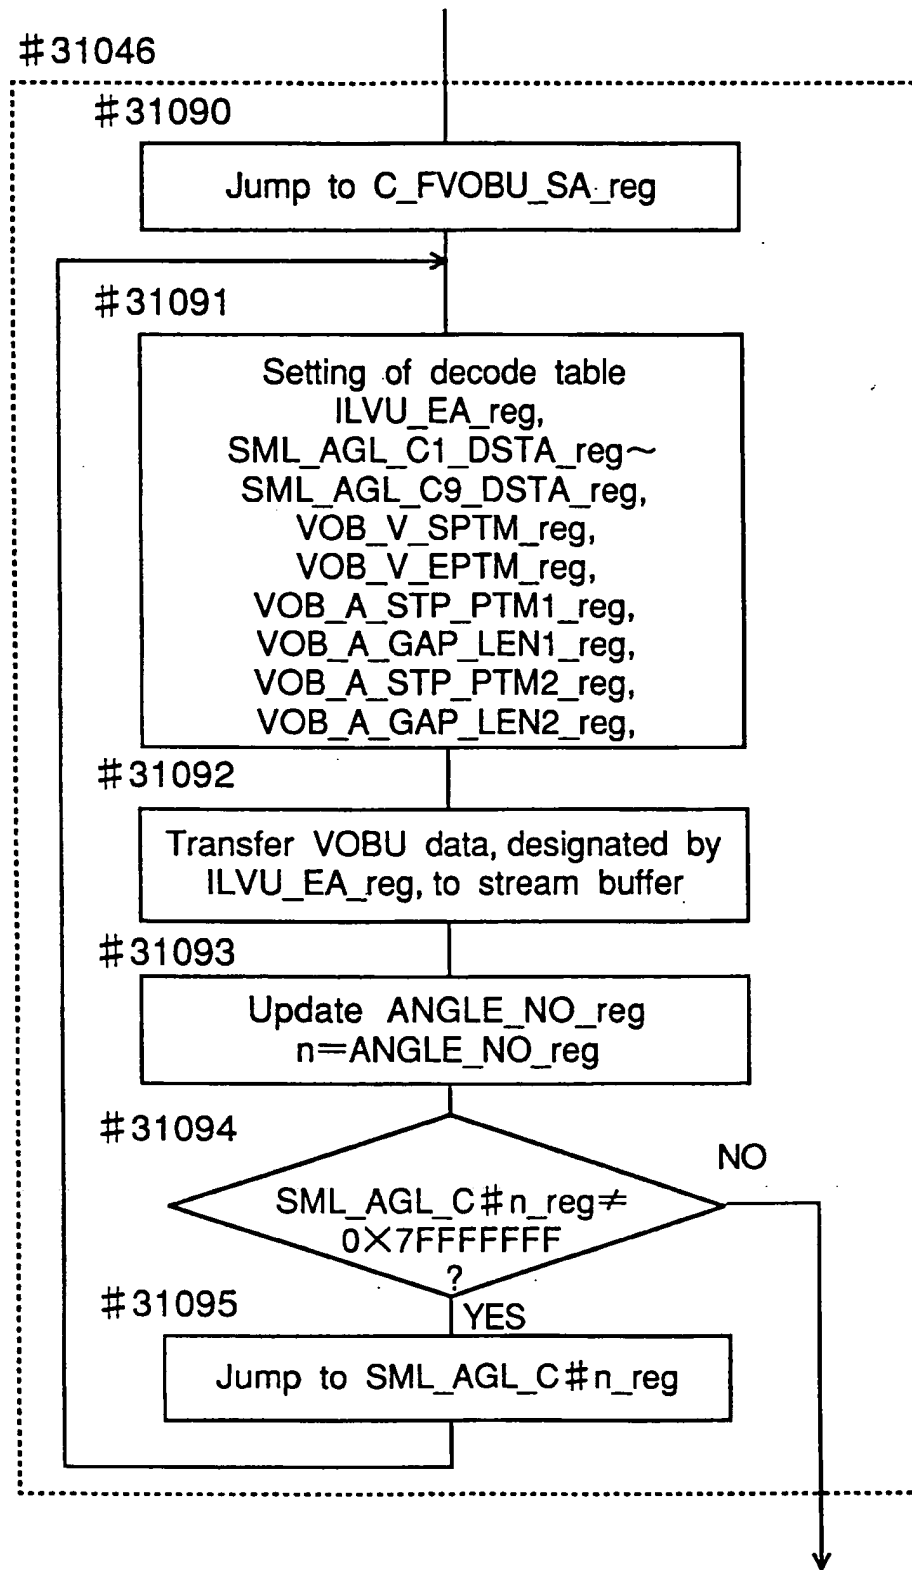 #31046
#31090
Jump to C_FVOBU_SA_reg
#31091
Setting of decode table
ILVU_EA_reg,
SML_AGL_C1_DSTA_reg~
SML_AGL_C9_DSTA_reg,
VOB_V_SPTM_reg,
VOB_V_EPTM_reg,
VOB_A_STP_PTM1_reg,
VOB_A_GAP_LEN1_reg,
VOB_A_STP_PTM2_reg,
VOB_A_GAP_LEN2_reg,
#31092
Transfer VOBU data, designated by
ILVU_EA_reg, to stream buffer
#31093
Update ANGLE_NO_reg
n=ANGLE_NO_reg
#31094
NO
SML_AGL_C#n_reg≠
0×7FFFFFFF
?
#31095
YES
Jump to SML_AGL_C#n_reg